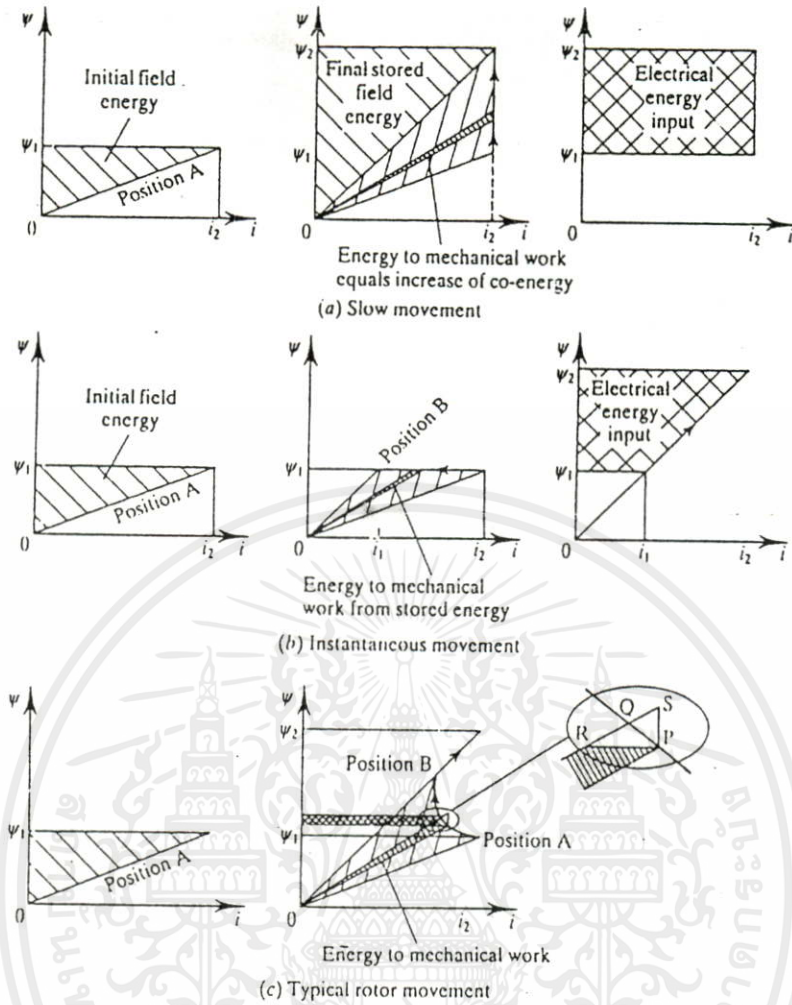 ψ
ψ₁
0
i₂
i
Initial field
energy
Position A
ψ
ψ₂
ψ₁
0
i₂
i
Final stored
field
energy
Energy to mechanical work
equals increase of co-energy
ψ
ψ₂
ψ₁
0
i₂
i
Electrical
energy
input
(a) Slow movement
ψ
ψ₁
0
i₂
i
Initial field
energy
Position A
ψ
ψ₁
0
i₁
i₂
i
Position B
Energy to mechanical
work from stored energy
ψ
ψ₂
ψ₁
0
i₁
i₂
i
Electrical
energy
input
(b) Instantaneous movement
ψ
ψ₁
0
i
Position A
ψ
ψ₂
ψ₁
0
i₂
i
Position B
Position A
Energy to mechanical work
Q
S
R
P
(c) Typical rotor movement